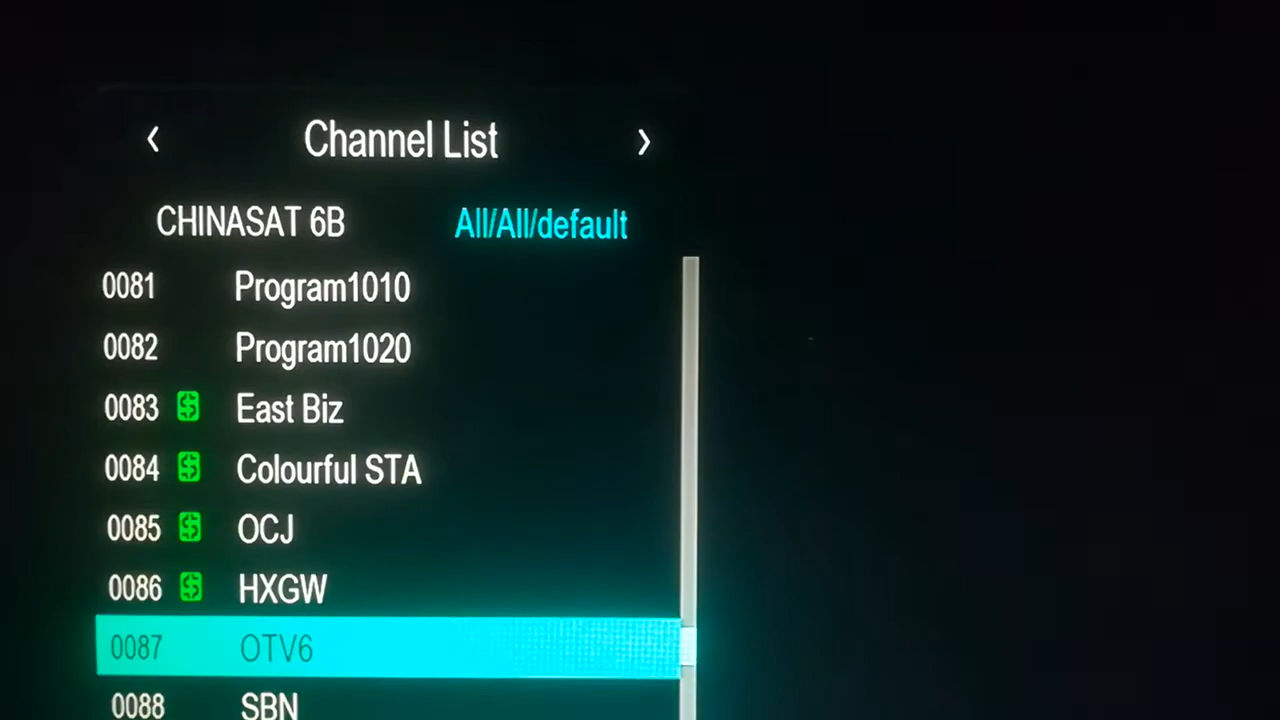 ‹ Channel List ›
CHINASAT 6B All/All/default
0081 Program1010
0082 Program1020
0083 $ East Biz
0084 $ Colourful STA
0085 $ OCJ
0086 $ HXGW
0087 OTV6
0088 SBN